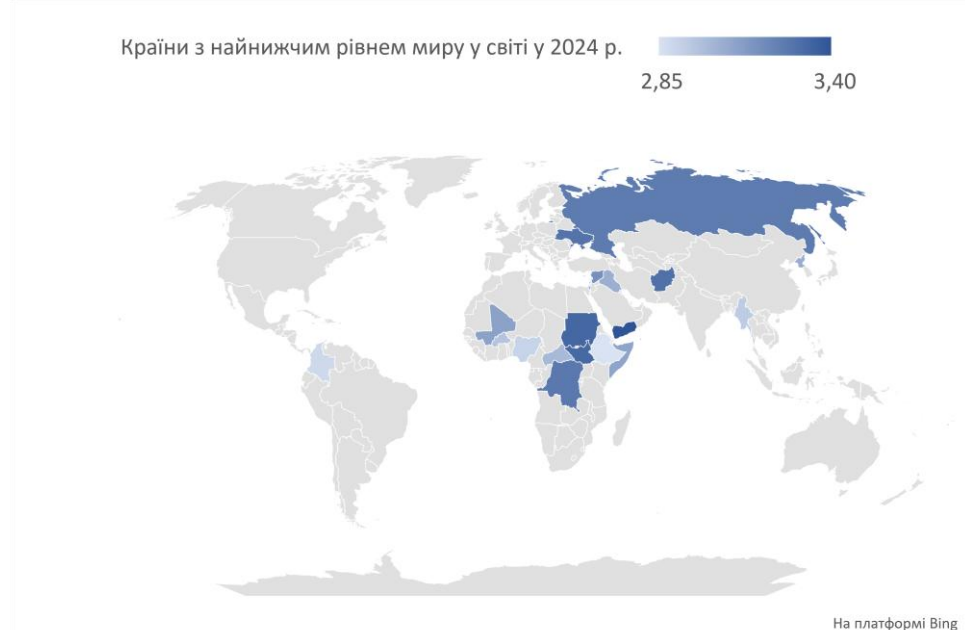 Країни з найнижчим рівнем миру у світі у 2024 р.
2,85 3,40
На платформі Bing